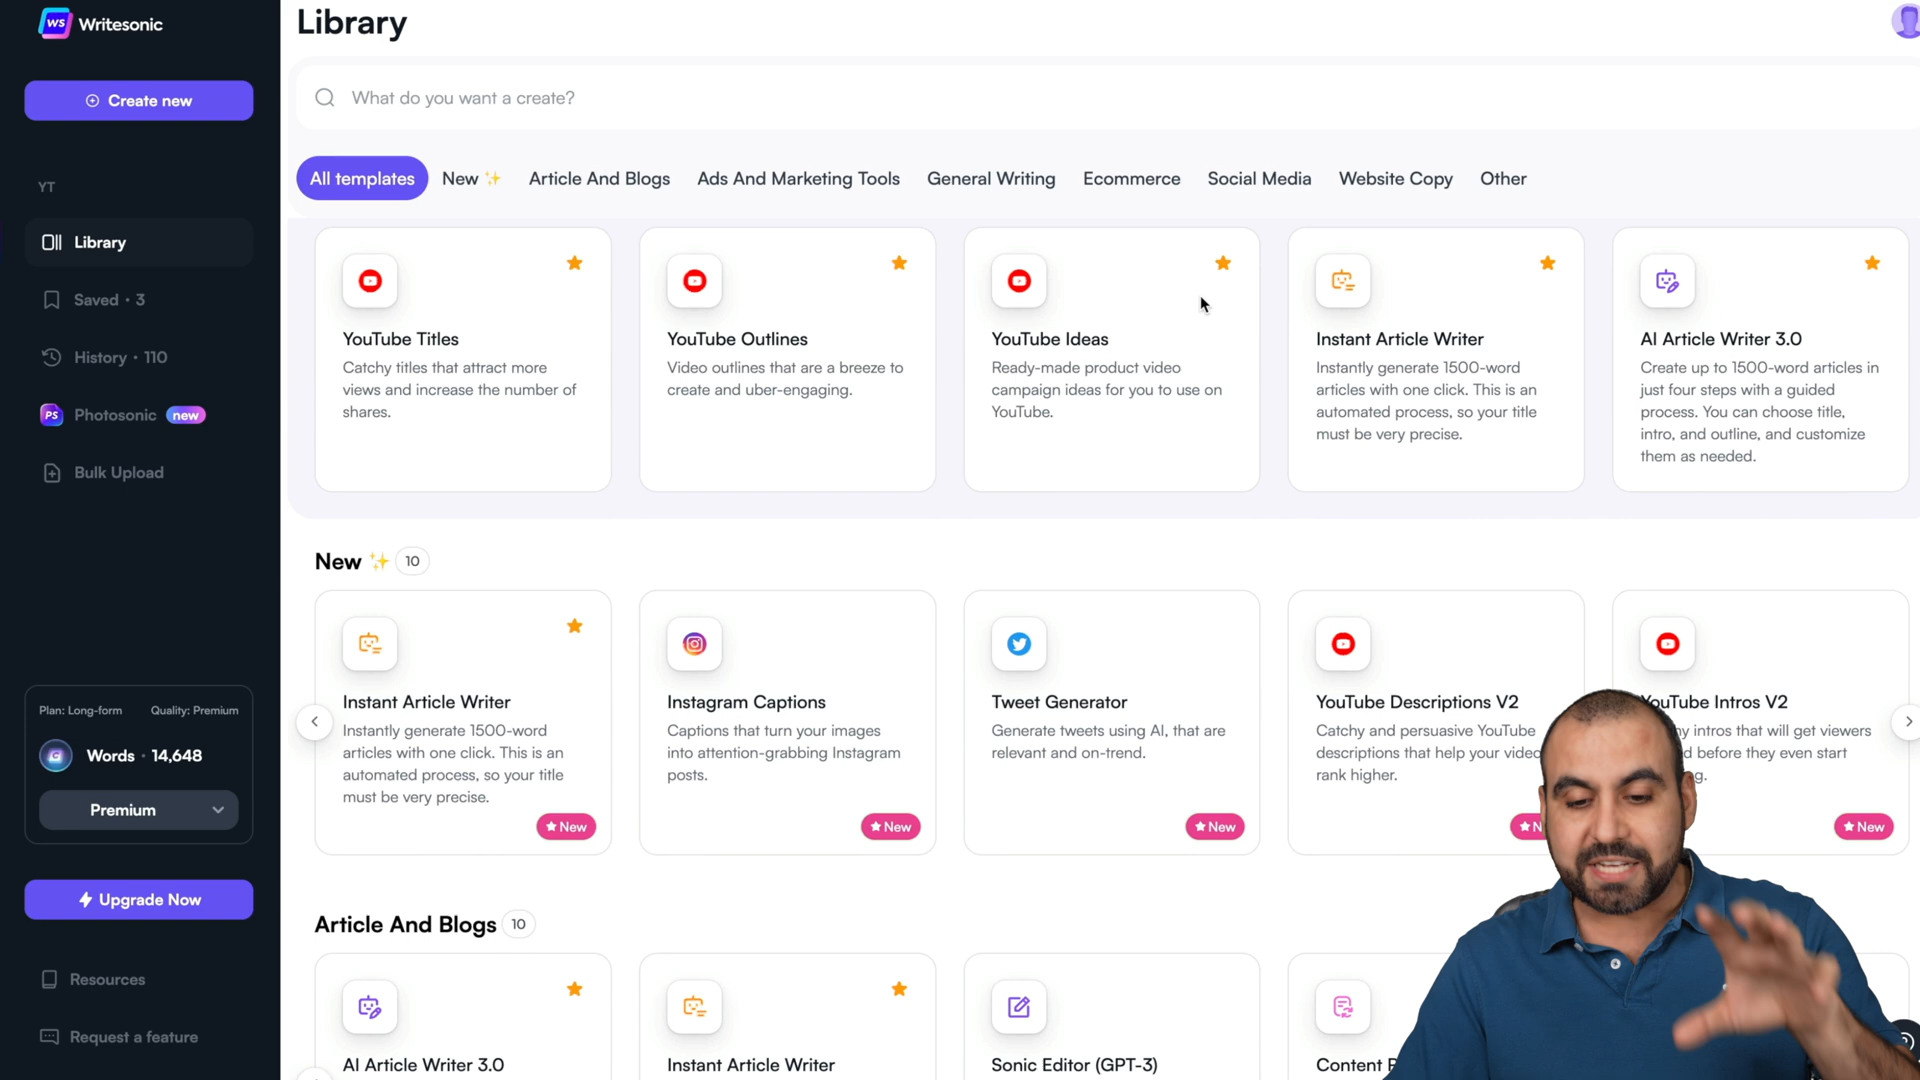 WS Writesonic
Library
Create new
What do you want a create?
All templates
New
Article And Blogs
Ads And Marketing Tools
General Writing
Ecommerce
Social Media
Website Copy
Other
YT
Library
Saved · 3
History · 110
PS Photosonic new
Bulk Upload
YouTube Titles
Catchy titles that attract more
views and increase the number of
shares.
YouTube Outlines
Video outlines that are a breeze to
create and uber-engaging.
YouTube Ideas
Ready-made product video
campaign ideas for you to use on
YouTube.
Instant Article Writer
Instantly generate 1500-word
articles with one click. This is an
automated process, so your title
must be very precise.
AI Article Writer 3.0
Create up to 1500-word articles in
just four steps with a guided
process. You can choose title,
intro, and outline, and customize
them as needed.
New 10
Instant Article Writer
Instantly generate 1500-word
articles with one click. This is an
automated process, so your title
must be very precise.
New
Instagram Captions
Captions that turn your images
into attention-grabbing Instagram
posts.
New
Tweet Generator
Generate tweets using AI, that are
relevant and on-trend.
New
YouTube Descriptions V2
Catchy and persuasive YouTube
descriptions that help your video
rank higher.
YouTube Intros V2
intros that will get viewers
before they even start
New
Plan: Long-form Quality: Premium
Words · 14,648
Premium
Upgrade Now
Resources
Request a feature
Article And Blogs 10
AI Article Writer 3.0
Instant Article Writer
Sonic Editor (GPT-3)
Content